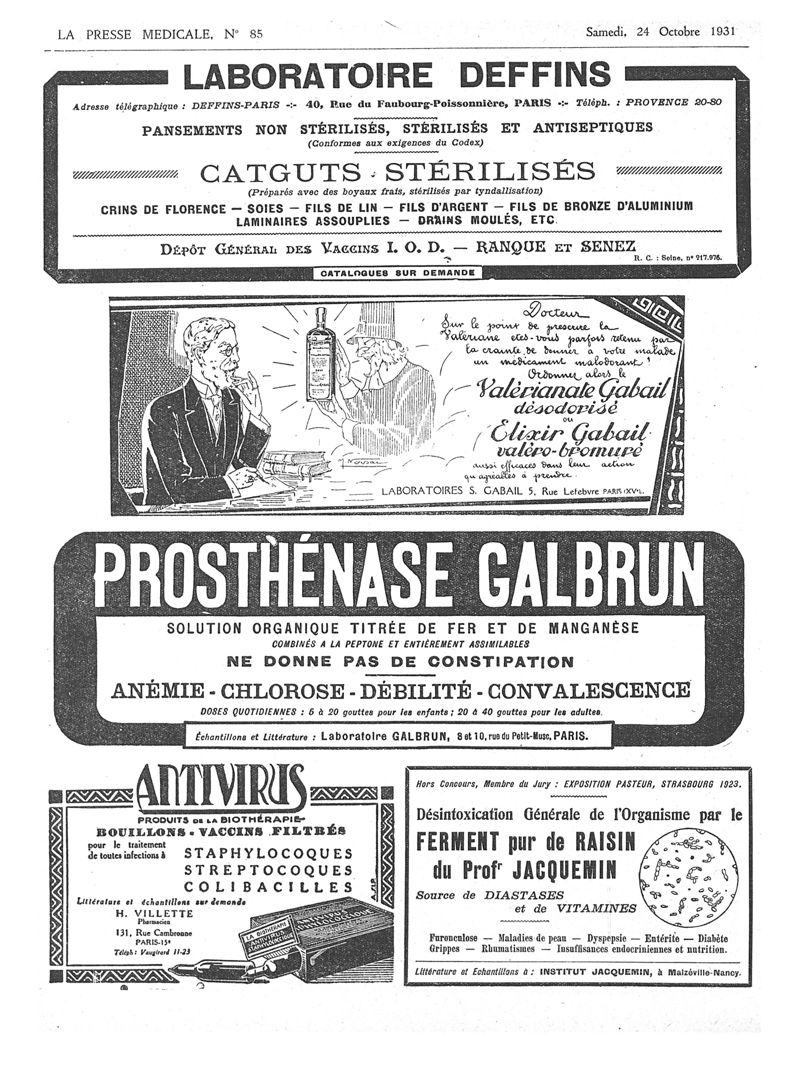 LA PRESSE MEDICALE, N° 85
Samedi, 24 Octobre 1931
LABORATOIRE DEFFINS
Adresse télégraphique : DEFFINS-PARIS -:- 40, Rue du Faubourg-Poissonnière, PARIS -:- Téléph. : PROVENCE 20-80
PANSEMENTS NON STÉRILISÉS, STÉRILISÉS ET ANTISEPTIQUES
(Conformes aux exigences du Codex)
CATGUTS STÉRILISÉS
(Préparés avec des boyaux frais, stérilisés par tyndallisation)
CRINS DE FLORENCE — SOIES — FILS DE LIN — FILS D'ARGENT — FILS DE BRONZE D'ALUMINIUM
LAMINAIRES ASSOUPLIES — DRAINS MOULÉS, ETC.
DÉPÔT GÉNÉRAL DES VACCINS I. O. D. — RANQUE ET SENEZ
R. C. : Seine, n° 217.976.
CATALOGUES SUR DEMANDE
Docteur
Sur le point de prescrire la
Valériane etes-vous parfois retenu par
la crainte de donner à votre malade
un médicament malodorant ?
Ordonner alors le
Valérianate Gabail
désodorisé
ou
Elixir Gabail
valéro-bromuré
aussi efficaces dans leur action
qu'agréables à prendre.
LABORATOIRES S. GABAIL 5, Rue Lefebvre PARIS (XVe).
PROSTHÉNASE GALBRUN
SOLUTION ORGANIQUE TITRÉE DE FER ET DE MANGANÈSE
COMBINÉS A LA PEPTONE ET ENTIÈREMENT ASSIMILABLES
NE DONNE PAS DE CONSTIPATION
ANÉMIE - CHLOROSE - DÉBILITÉ - CONVALESCENCE
DOSES QUOTIDIENNES : 5 à 20 gouttes pour les enfants ; 20 à 40 gouttes pour les adultes.
Échantillons et Littérature : Laboratoire GALBRUN, 8 et 10, rue du Petit-Musc, PARIS.
ANTIVIRUS
PRODUITS DE LA BIOTHÉRAPIE
BOUILLONS - VACCINS FILTRÉS
pour le traitement
de toutes infections à
STAPHYLOCOQUES
STREPTOCOQUES
COLIBACILLES
Littérature et échantillons sur demande
H. VILLETTE
Pharmacien
131, Rue Cambronne
PARIS-15e
Téléph : Vaugirard 11-23
LA BIOTHÉRAPIE
Hors Concours, Membre du Jury : EXPOSITION PASTEUR, STRASBOURG 1923.
Désintoxication Générale de l'Organisme par le
FERMENT pur de RAISIN
du Profr JACQUEMIN
Source de DIASTASES
et de VITAMINES
Furonculose — Maladies de peau — Dyspepsie — Entérite — Diabète
Grippes — Rhumatismes — Insuffisances endocriniennes et nutrition.
Littérature et Echantillons à : INSTITUT JACQUEMIN, à Malzéville-Nancy.